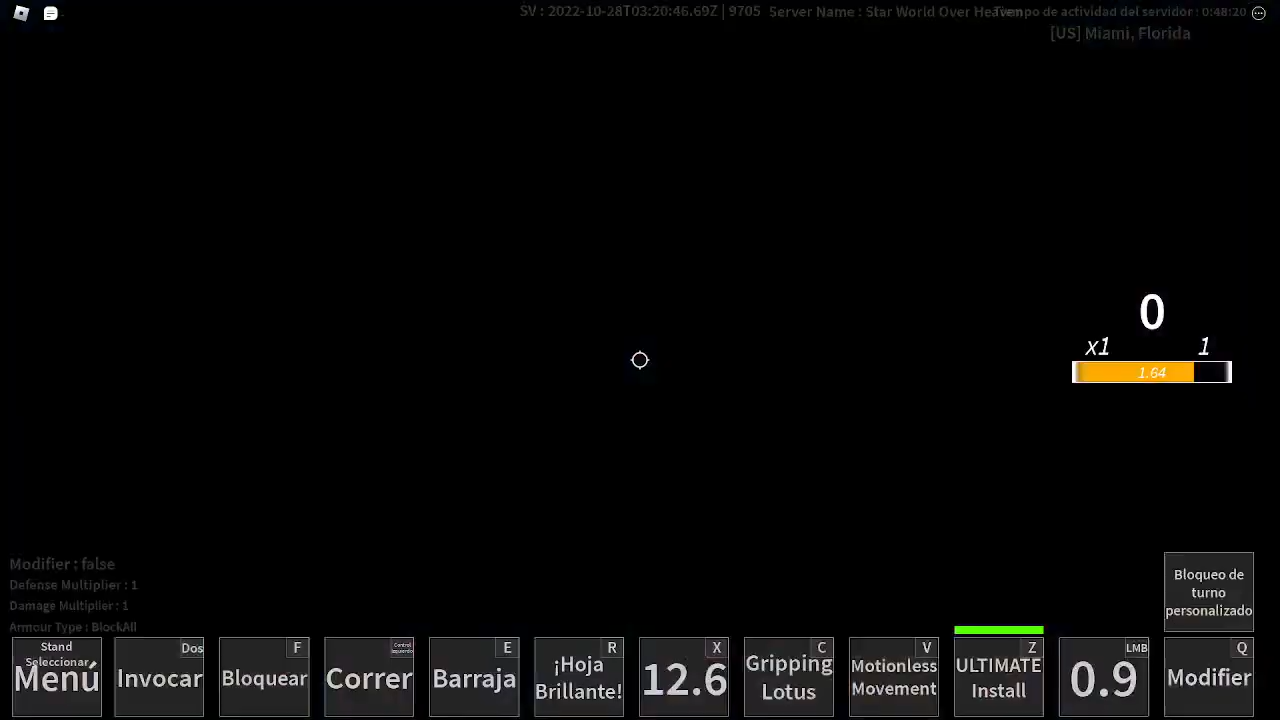 SV : 2022-10-28T03:20:46.69Z | 9705
Server Name : Star World Over Heaven
Tiempo de actividad del servidor : 0:48:20
[US] Miami, Florida
0
x1
1
1.64
Modifier : false
Defense Multiplier : 1
Damage Multiplier : 1
Armour Type : BlockAll
Bloqueo de
turno
personalizado
Stand
Seleccionar
Menú
Dos
Invocar
F
Bloquear
Control
izquierdo
Correr
E
Barraja
R
¡Hoja
Brillante!
X
12.6
C
Gripping
Lotus
V
Motionless
Movement
Z
ULTIMATE
Install
LMB
0.9
Q
Modifier